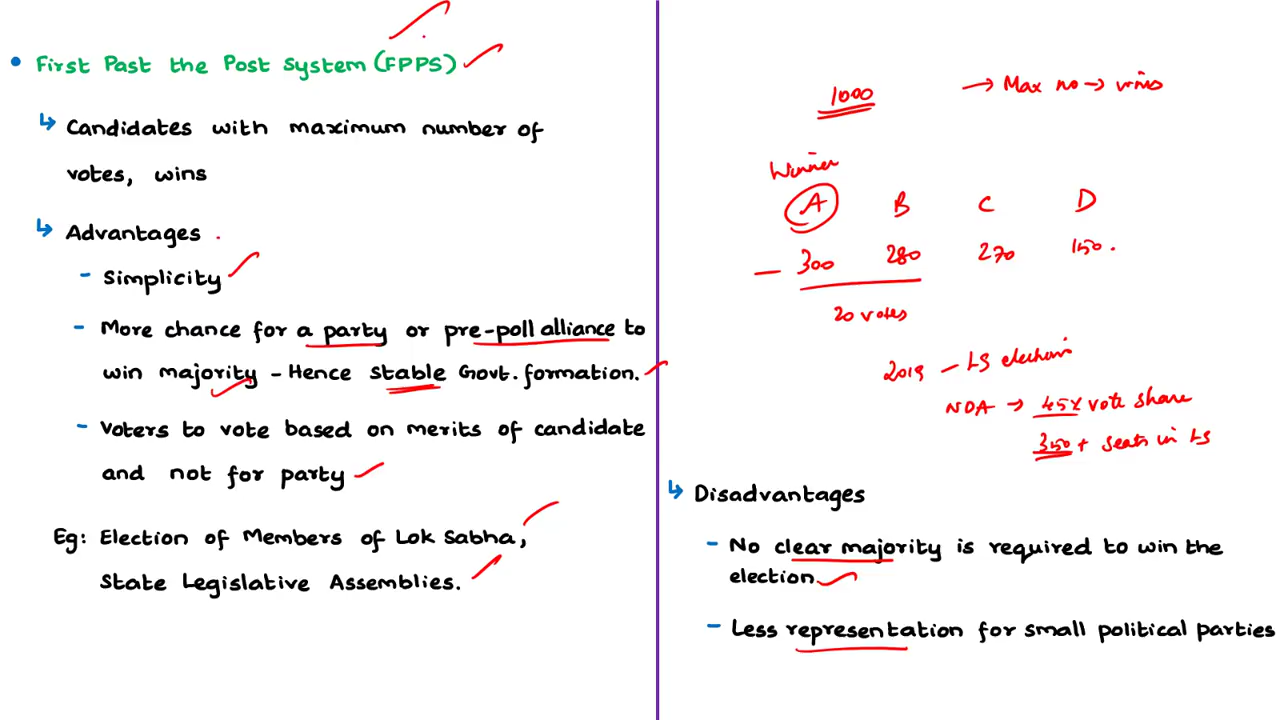 • First Past the Post System (FPPS)
↳ Candidates with maximum number of
votes, wins
↳ Advantages
- Simplicity
- More chance for a party or pre-poll alliance to
win majority - Hence stable Govt. formation.
- Voters to vote based on merits of candidate
and not for party
Eg: Election of Members of Lok Sabha,
State Legislative Assemblies.
1000 → Max no → wins
Winner
A B C D
300 280 270 150.
20 votes
2019 - LS elections
NDA → 45% vote share
350 + seats in LS
↳ Disadvantages
- No clear majority is required to win the
election
- Less representation for small political parties